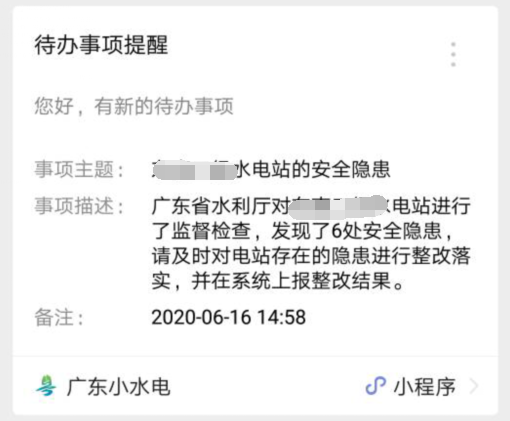 待办事项提醒
您好，有新的待办事项
事项主题： 水电站的安全隐患
事项描述： 广东省水利厅对 电站进行
了监督检查，发现了6处安全隐患，
请及时对电站存在的隐患进行整改落
实，并在系统上报整改结果。
备注： 2020-06-16 14:58
广东小水电 小程序